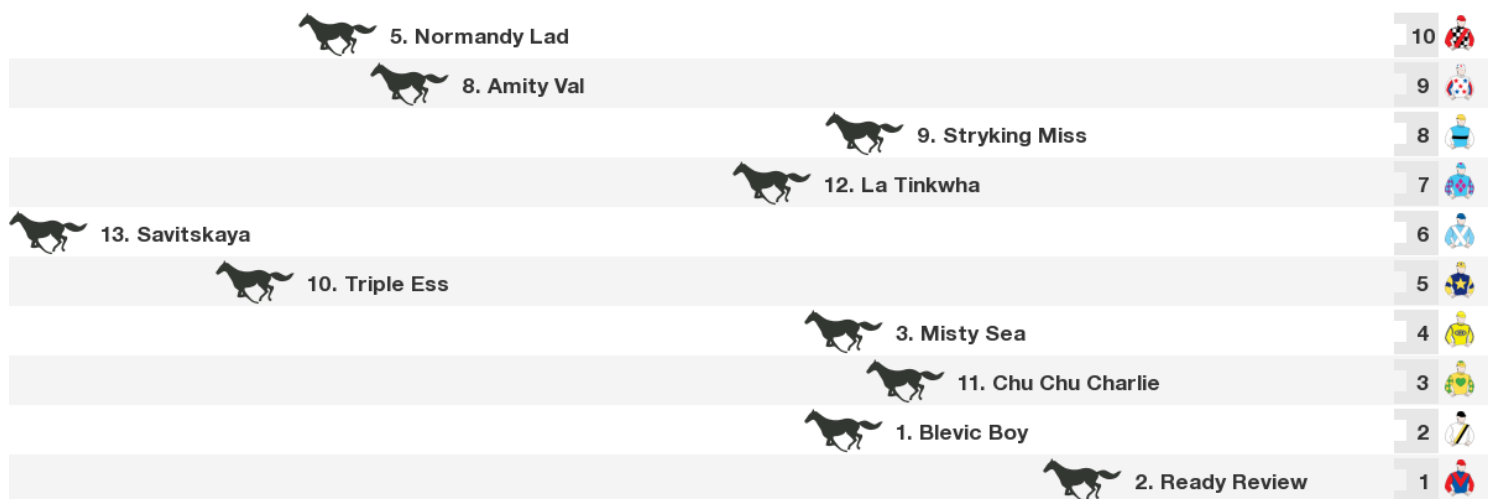 5. Normandy Lad 10
8. Amity Val 9
9. Stryking Miss 8
12. La Tinkwha 7
13. Savitskaya 6
10. Triple Ess 5
3. Misty Sea 4
11. Chu Chu Charlie 3
1. Blevic Boy 2
2. Ready Review 1